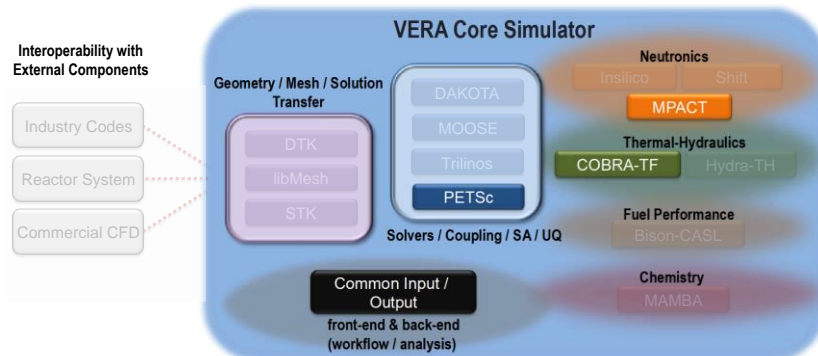 VERA Core Simulator
Interoperability with
External Components
Industry Codes
Reactor System
Commercial CFD
Geometry / Mesh / Solution
Transfer
DTK
libMesh
STK
DAKOTA
MOOSE
Trilinos
PETSc
Solvers / Coupling / SA / UQ
Neutronics
Insilico
Shift
MPACT
Thermal-Hydraulics
COBRA-TF
Hydra-TH
Fuel Performance
Bison-CASL
Chemistry
MAMBA
Common Input /
Output
front-end & back-end
(workflow / analysis)